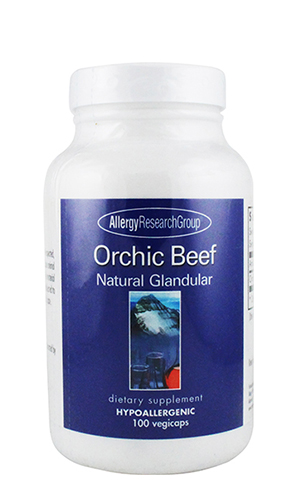 AllergyResearchGroup®
Orchic Beef
Natural Glandular
dietary supplement
HYPOALLERGENIC
100 vegicaps